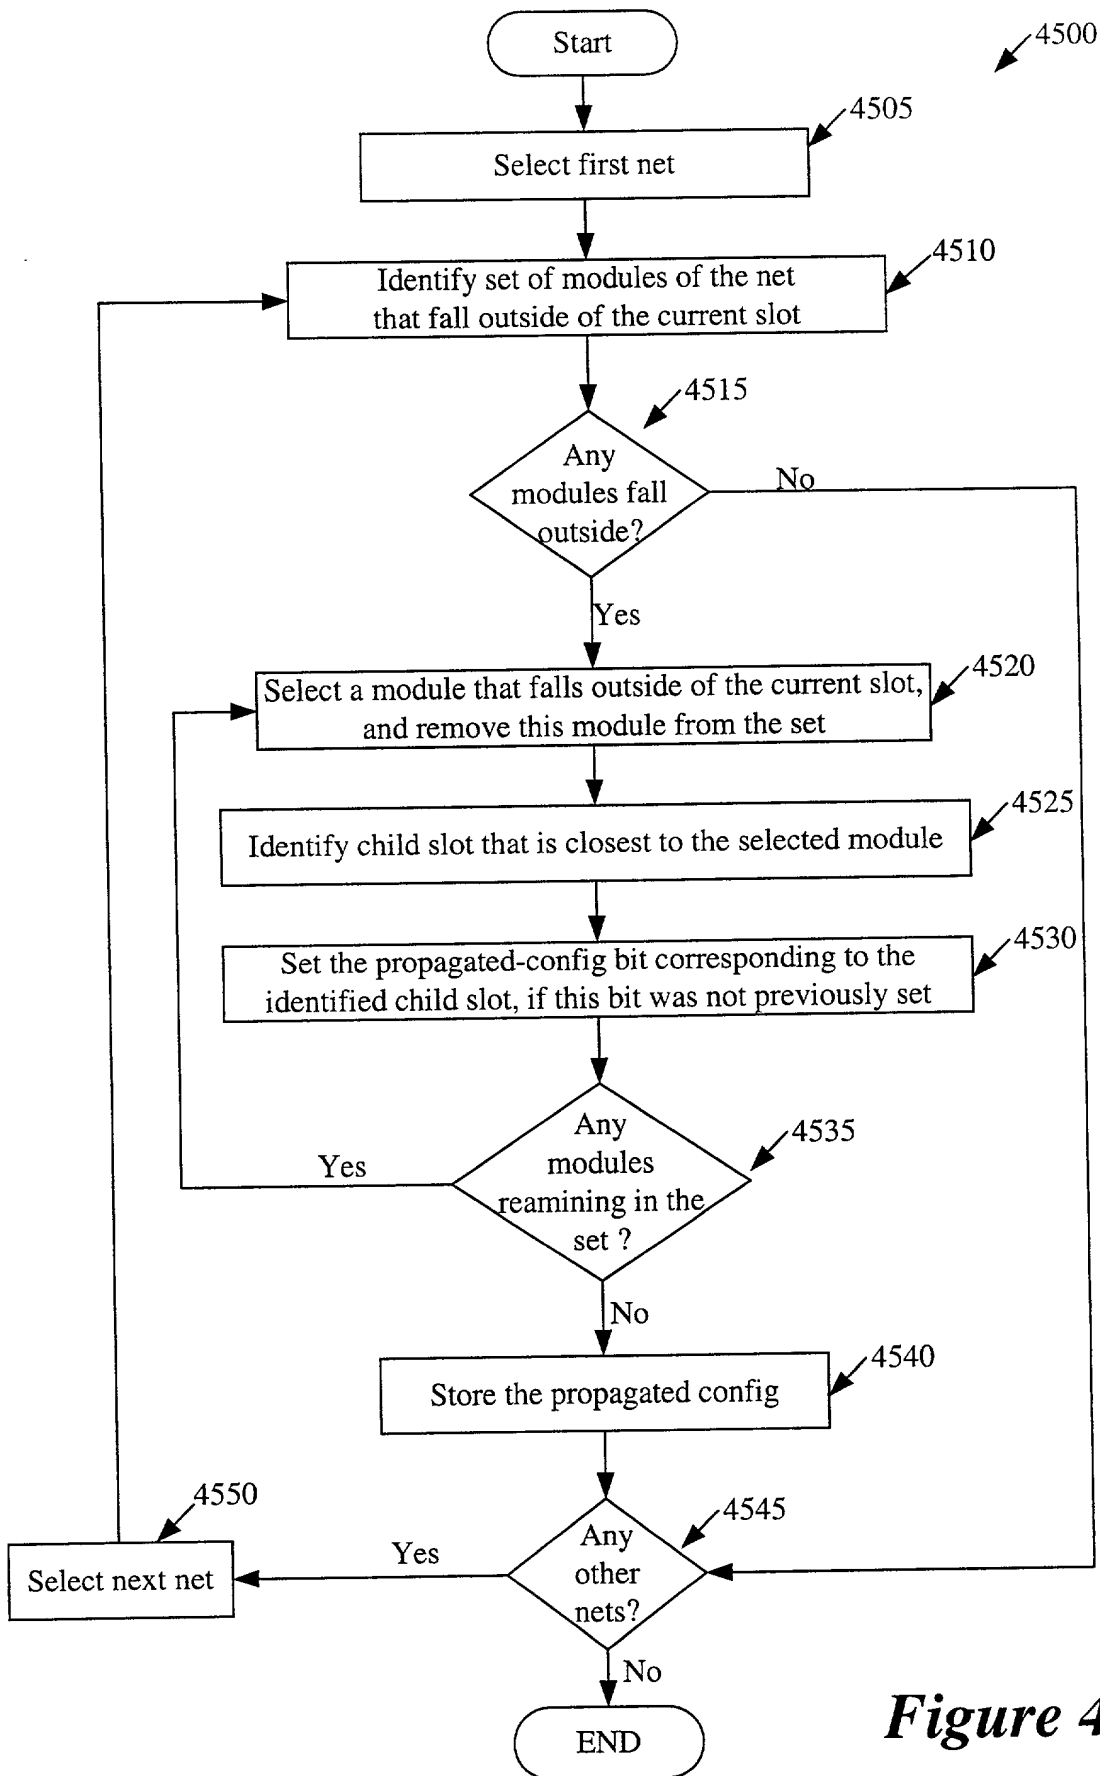 Start
4500
4505
Select first net
4510
Identify set of modules of the net
that fall outside of the current slot
4515
Any
modules fall
outside?
No
Yes
4520
Select a module that falls outside of the current slot,
and remove this module from the set
4525
Identify child slot that is closest to the selected module
4530
Set the propagated-config bit corresponding to the
identified child slot, if this bit was not previously set
4535
Any
modules
reamining in the
set ?
Yes
No
4540
Store the propagated config
4550
4545
Any
other
nets?
Yes
Select next net
No
END
Figure 4